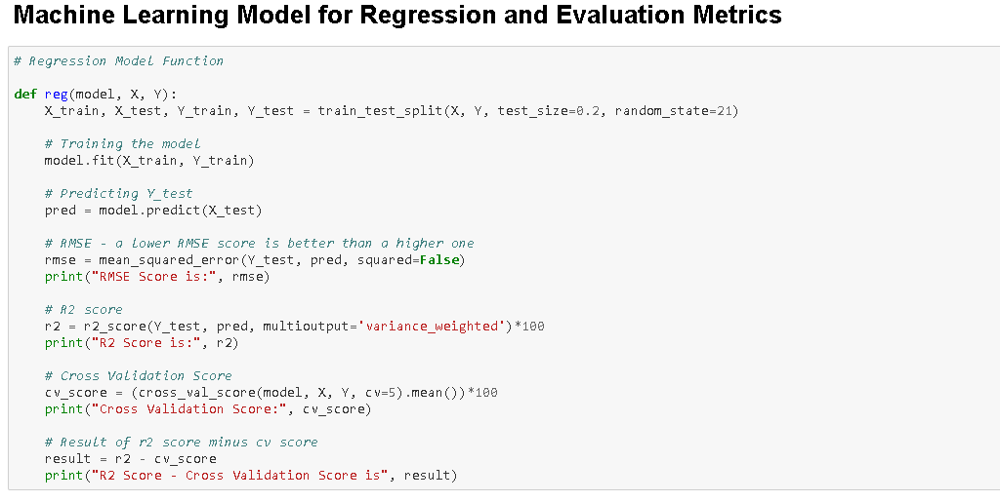 Machine Learning Model for Regression and Evaluation Metrics
# Regression Model Function
def reg(model, X, Y):
X_train, X_test, Y_train, Y_test = train_test_split(X, Y, test_size=0.2, random_state=21)
# Training the model
model.fit(X_train, Y_train)
# Predicting Y_test
pred = model.predict(X_test)
# RMSE - a lower RMSE score is better than a higher one
rmse = mean_squared_error(Y_test, pred, squared=False)
print("RMSE Score is:", rmse)
# R2 score
r2 = r2_score(Y_test, pred, multioutput='variance_weighted')*100
print("R2 Score is:", r2)
# Cross Validation Score
cv_score = (cross_val_score(model, X, Y, cv=5).mean())*100
print("Cross Validation Score:", cv_score)
# Result of r2 score minus cv score
result = r2 - cv_score
print("R2 Score - Cross Validation Score is", result)